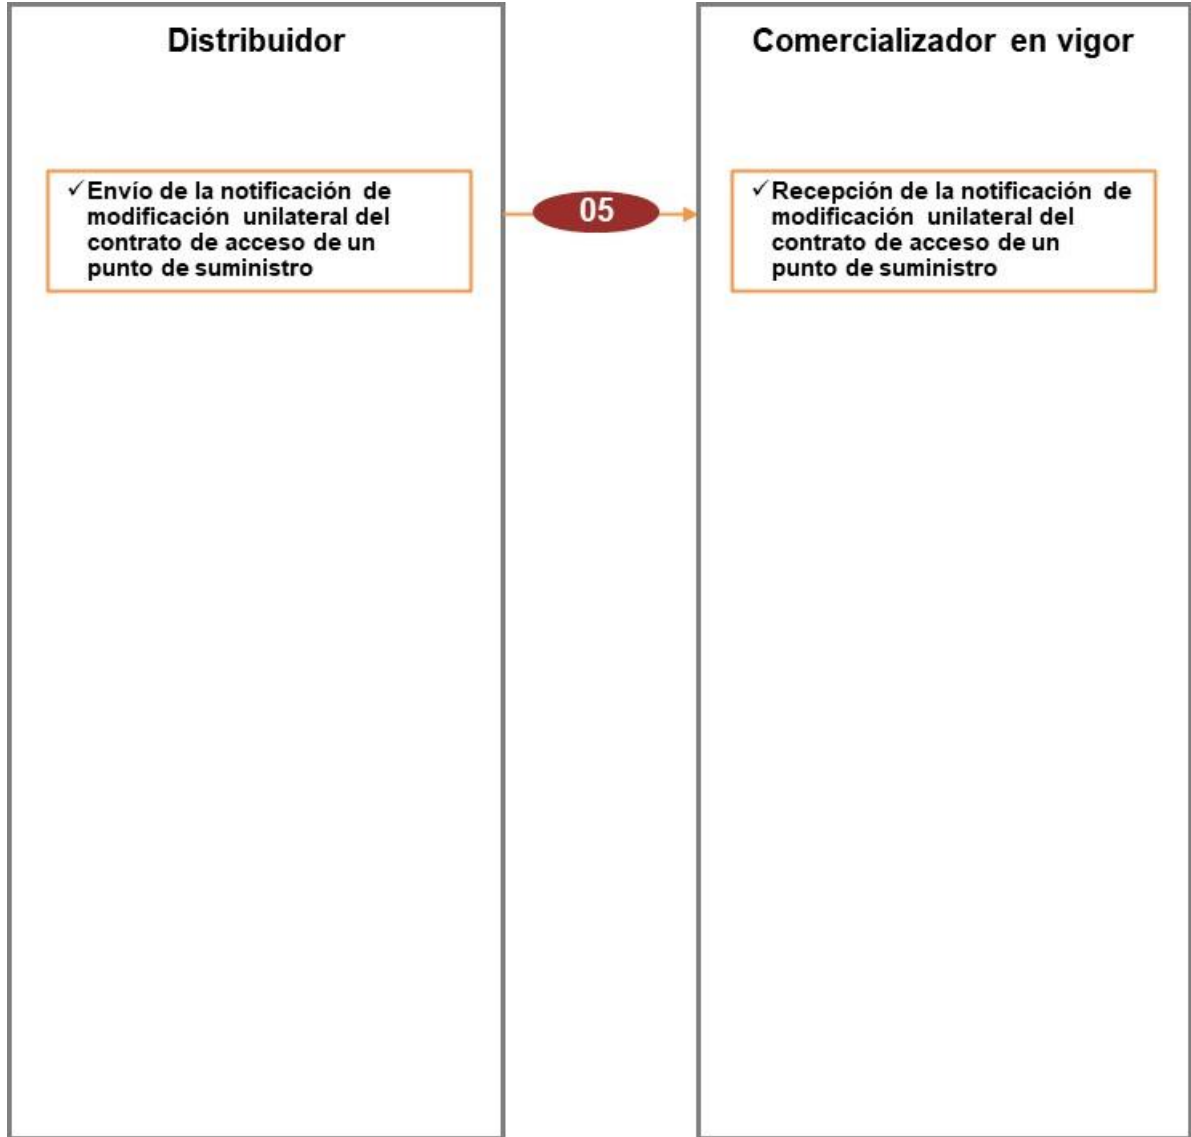 Distribuidor
Comercializador en vigor
✓Envío de la notificación de
modificación unilateral del
contrato de acceso de un
punto de suministro
05
✓Recepción de la notificación de
modificación unilateral del
contrato de acceso de un
punto de suministro